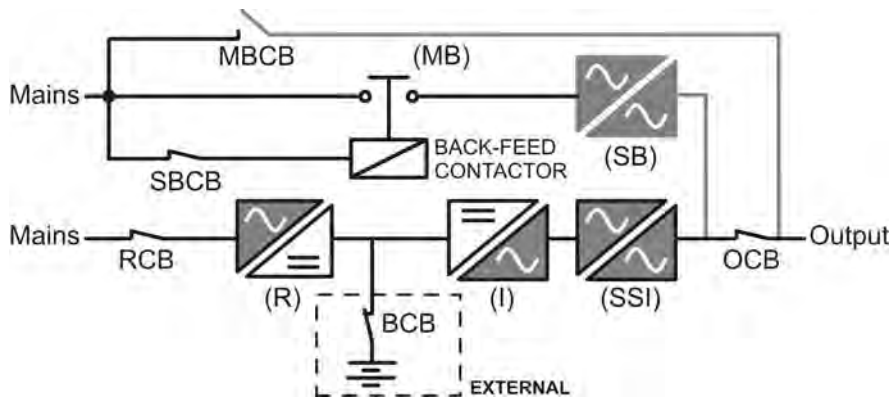 MBCB
(MB)
Mains
BACK-FEED
CONTACTOR
(SB)
SBCB
Mains
Output
RCB
(R)
(I)
(SSI)
OCB
BCB
EXTERNAL